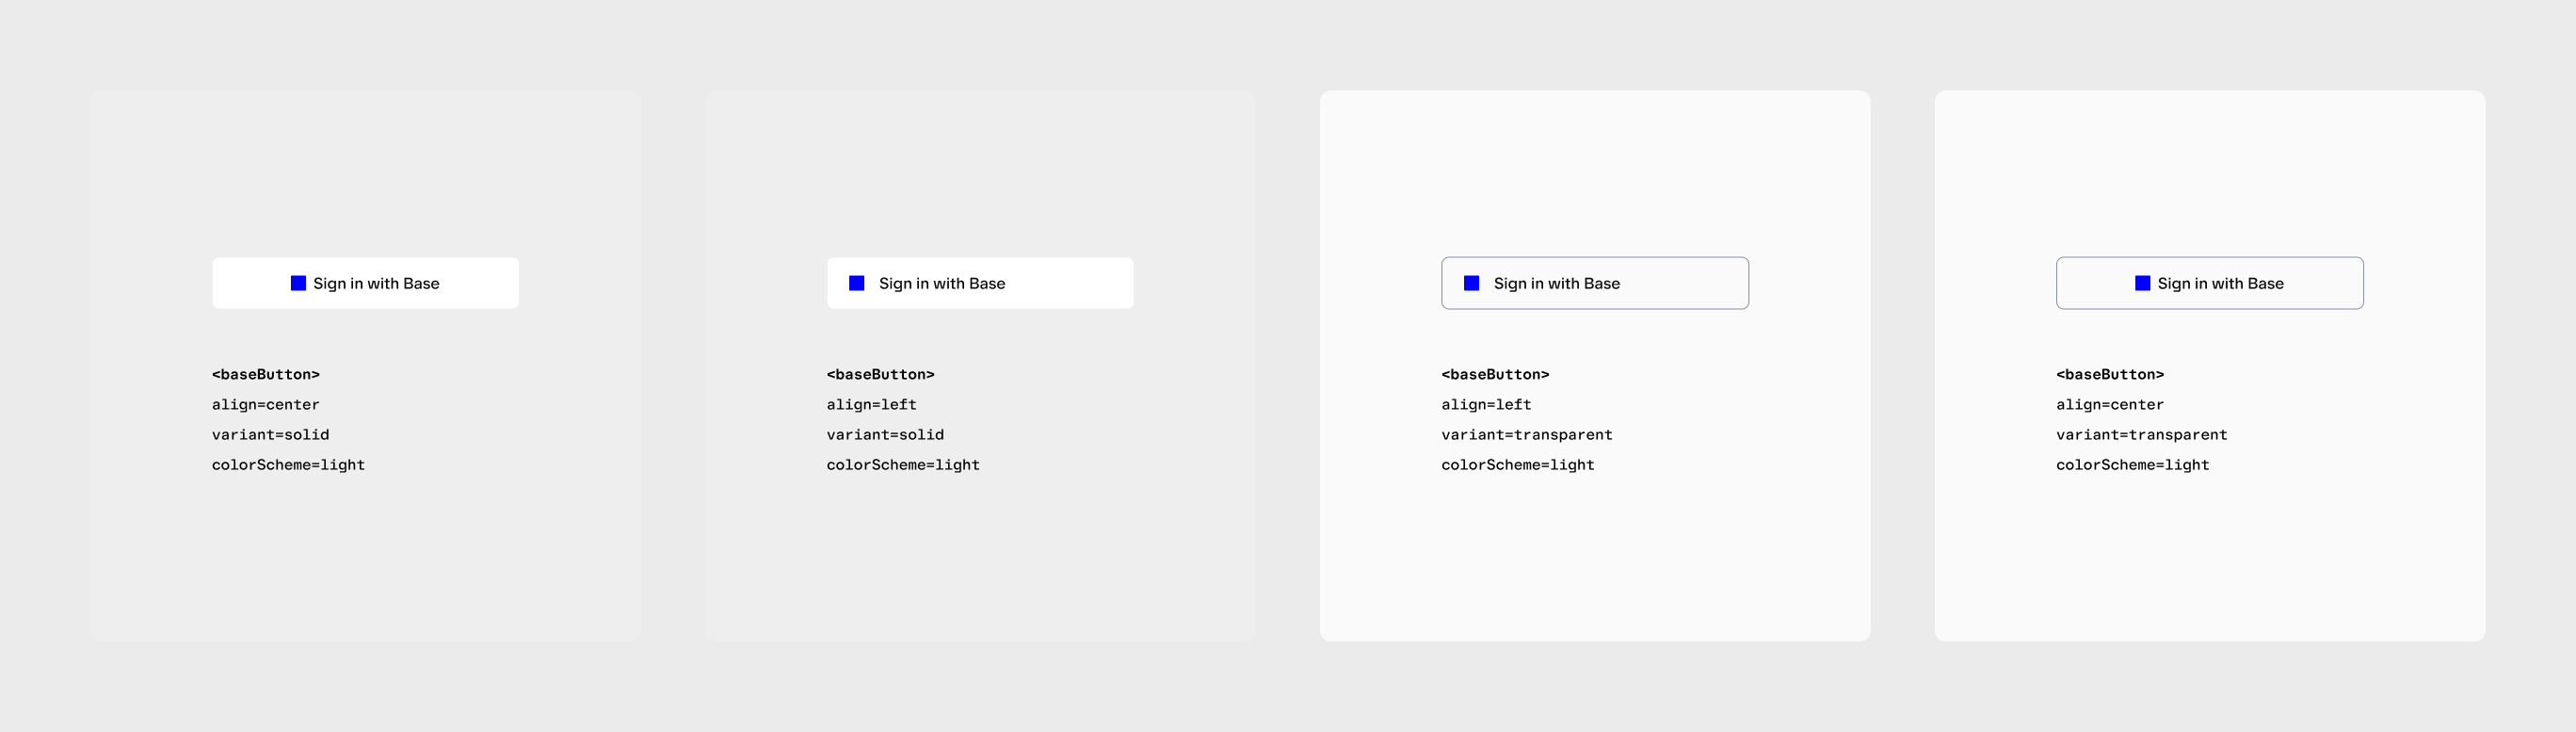 Sign in with Base
<baseButton>
align=center
variant=solid
colorScheme=light
Sign in with Base
<baseButton>
align=left
variant=solid
colorScheme=light
Sign in with Base
<baseButton>
align=left
variant=transparent
colorScheme=light
Sign in with Base
<baseButton>
align=center
variant=transparent
colorScheme=light